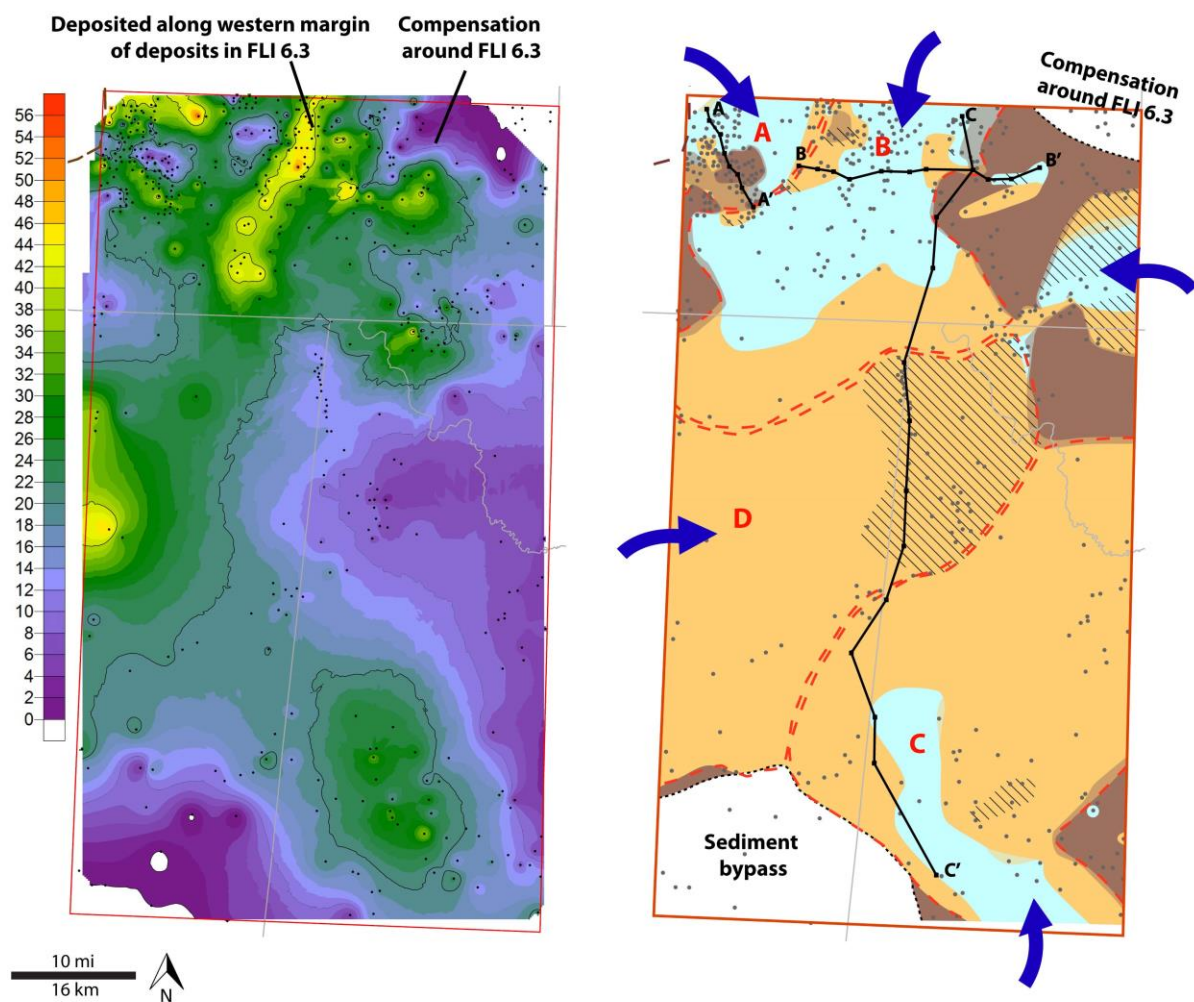 Deposited along western margin
of deposits in FLI 6.3
Compensation
around FLI 6.3
56
54
52
50
48
46
44
42
40
38
36
34
32
30
28
26
24
22
20
18
16
14
12
10
8
6
4
2
0
10 mi
16 km
N
Compensation
around FLI 6.3
A
A
A'
B
B
B'
C
D
C
C'
Sediment
bypass